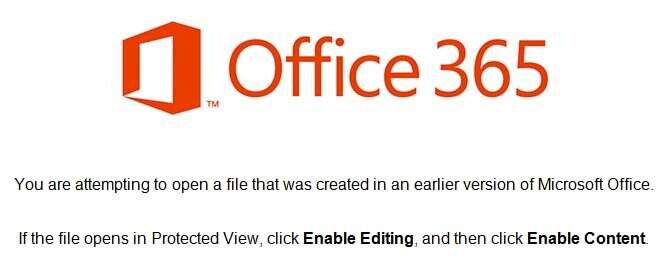 Office 365
TM
You are attempting to open a file that was created in an earlier version of Microsoft Office.
If the file opens in Protected View, click Enable Editing, and then click Enable Content.